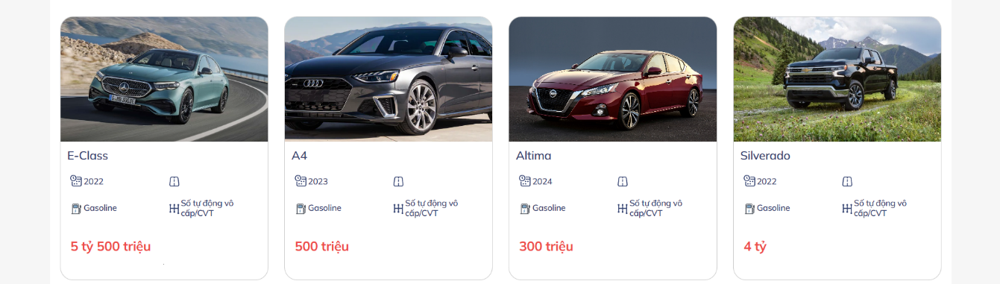 E-Class
2022
Gasoline
Số tự động vô
cấp/CVT
5 tỷ 500 triệu
A4
2023
Gasoline
Số tự động vô
cấp/CVT
500 triệu
Altima
2024
Gasoline
Số tự động vô
cấp/CVT
300 triệu
Silverado
2022
Gasoline
Số tự động vô
cấp/CVT
4 tỷ